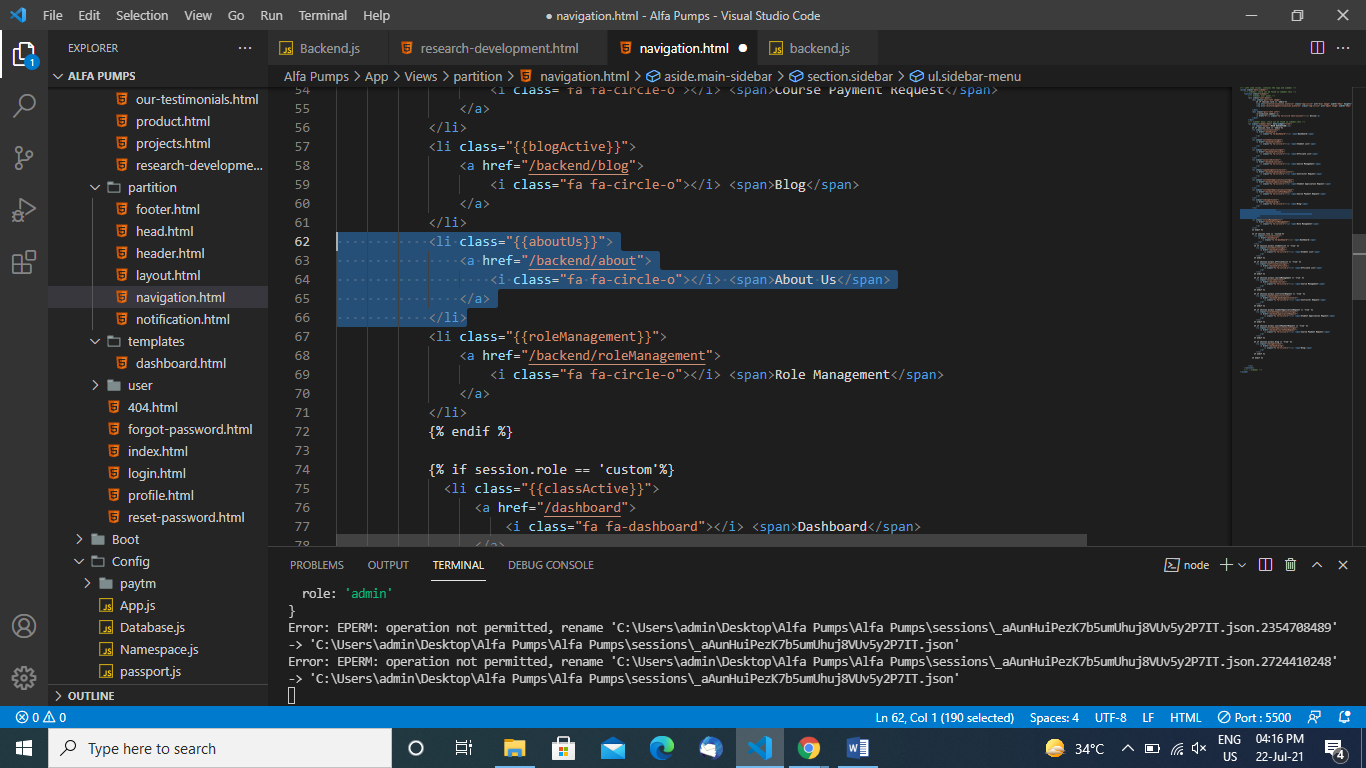 File Edit Selection View Go Run Terminal Help
● navigation.html - Alfa Pumps - Visual Studio Code
EXPLORER ···
ALFA PUMPS
our-testimonials.html
product.html
projects.html
research-developme...
partition
footer.html
head.html
header.html
layout.html
navigation.html
notification.html
templates
dashboard.html
user
404.html
forgot-password.html
index.html
login.html
profile.html
reset-password.html
Boot
Config
paytm
App.js
Database.js
Namespace.js
passport.js
OUTLINE
1
JS Backend.js research-development.html navigation.html ● JS backend.js
Alfa Pumps > App > Views > partition > navigation.html > aside.main-sidebar > section.sidebar > ul.sidebar-menu
54 <i class="fa fa-circle-o"></i> <span>Course Payment Request</span>
55 </a>
56 </li>
57 <li class="{{blogActive}}">
58 <a href="/backend/blog">
59 <i class="fa fa-circle-o"></i> <span>Blog</span>
60 </a>
61 </li>
62 <li class="{{aboutUs}}">
63 <a href="/backend/about">
64 <i class="fa fa-circle-o"></i> <span>About Us</span>
65 </a>
66 </li>
67 <li class="{{roleManagement}}">
68 <a href="/backend/roleManagement">
69 <i class="fa fa-circle-o"></i> <span>Role Management</span>
70 </a>
71 </li>
72 {% endif %}
73
74 {% if session.role == 'custom'%}
75 <li class="{{classActive}}">
76 <a href="/dashboard">
77 <i class="fa fa-dashboard"></i> <span>Dashboard</span>
78 </a>
PROBLEMS OUTPUT TERMINAL DEBUG CONSOLE node
role: 'admin'
}
Error: EPERM: operation not permitted, rename 'C:\Users\admin\Desktop\Alfa Pumps\Alfa Pumps\sessions\_aAunHuiPezK7b5umUhuj8VUv5y2P7IT.json.2354708489'
-> 'C:\Users\admin\Desktop\Alfa Pumps\Alfa Pumps\sessions\_aAunHuiPezK7b5umUhuj8VUv5y2P7IT.json'
Error: EPERM: operation not permitted, rename 'C:\Users\admin\Desktop\Alfa Pumps\Alfa Pumps\sessions\_aAunHuiPezK7b5umUhuj8VUv5y2P7IT.json.2724410248'
-> 'C:\Users\admin\Desktop\Alfa Pumps\Alfa Pumps\sessions\_aAunHuiPezK7b5umUhuj8VUv5y2P7IT.json'
0 0 Ln 62, Col 1 (190 selected) Spaces: 4 UTF-8 LF HTML Port : 5500
Type here to search
34°C
ENG
US
04:16 PM
22-Jul-21
4